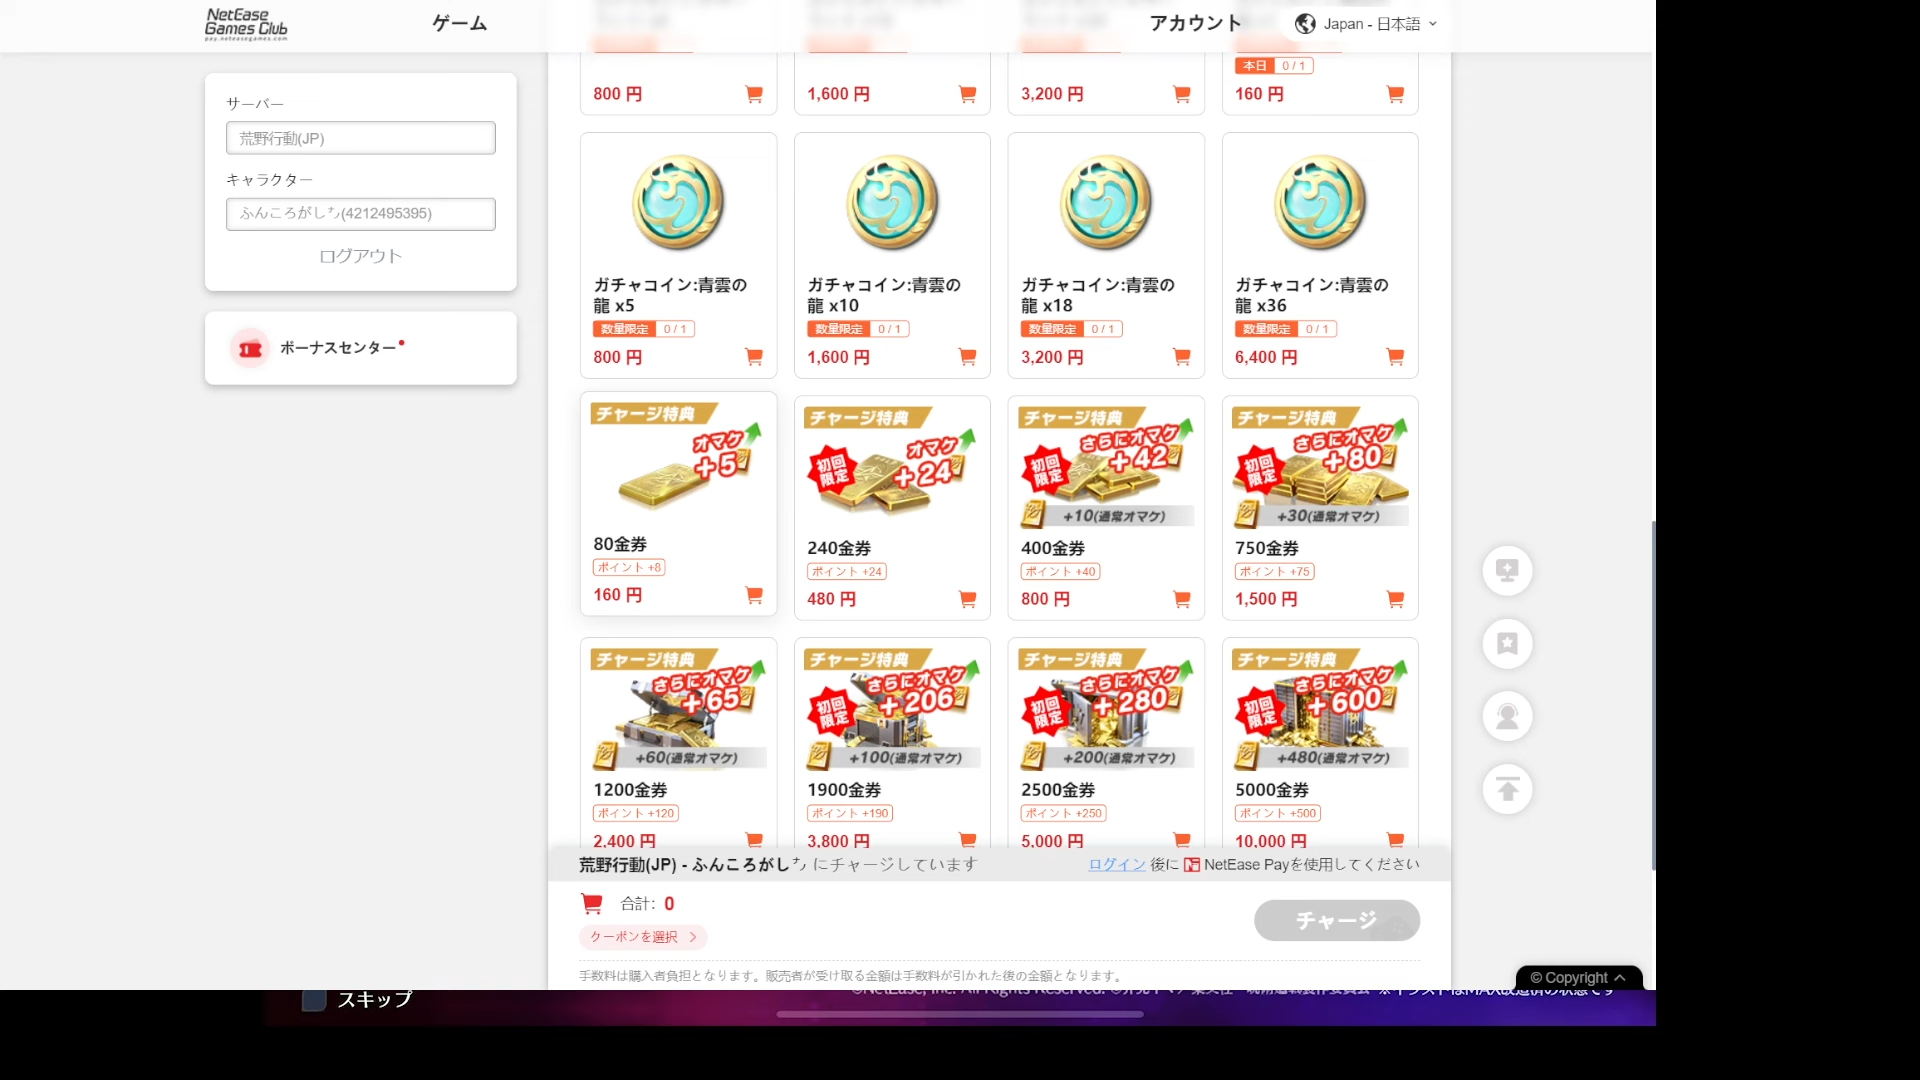 NetEase
Games Club
pay.neteasegames.com
ゲーム
アカウント
Japan - 日本語
サーバー
荒野行動(JP)
キャラクター
ふんころがしㄘ(4212495395)
ログアウト
ボーナスセンター
本日 0 / 1
800 円
1,600 円
3,200 円
160 円
ガチャコイン:青雲の
龍 x5
数量限定 0 / 1
800 円
ガチャコイン:青雲の
龍 x10
数量限定 0 / 1
1,600 円
ガチャコイン:青雲の
龍 x18
数量限定 0 / 1
3,200 円
ガチャコイン:青雲の
龍 x36
数量限定 0 / 1
6,400 円
チャージ特典
オマケ
+5
80金券
ポイント +8
160 円
チャージ特典
初回
限定
オマケ
+24
240金券
ポイント +24
480 円
チャージ特典
初回
限定
さらにオマケ
+42
+10(通常オマケ)
400金券
ポイント +40
800 円
チャージ特典
初回
限定
さらにオマケ
+80
+30(通常オマケ)
750金券
ポイント +75
1,500 円
チャージ特典
さらにオマケ
+65
+60(通常オマケ)
1200金券
ポイント +120
2,400 円
チャージ特典
初回
限定
さらにオマケ
+206
+100(通常オマケ)
1900金券
ポイント +190
3,800 円
チャージ特典
初回
限定
さらにオマケ
+280
+200(通常オマケ)
2500金券
ポイント +250
5,000 円
チャージ特典
初回
限定
さらにオマケ
+600
+480(通常オマケ)
5000金券
ポイント +500
10,000 円
荒野行動(JP) - ふんころがしㄘ にチャージしています
ログイン 後に NetEase Payを使用してください
合計: 0
クーポンを選択 >
チャージ
手数料は購入者負担となります。販売者が受け取る金額は手数料が引かれた後の金額となります。
© Copyright
スキップ
©NetEase, Inc. All Rights Reserved.
※イラストはMAX改造済の状態です